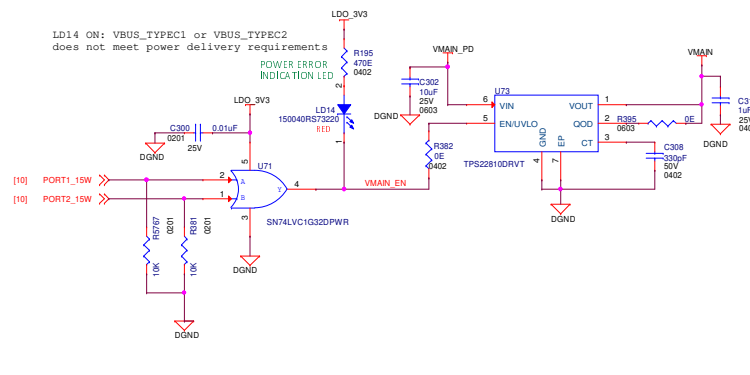 LDO_3V3
LD14 ON: VBUS_TYPEC1 or VBUS_TYPEC2
does not meet power delivery requirements
POWER ERROR
INDICATION LED
R195
470E
0402
2
LD14
150040RS73220
RED
1
LDO_3V3
C300
0.01uF
0201
25V
DGND
5
U71
[10]
PORT1_15W
2
A
[10]
PORT2_15W
1
B
Y
4
VMAIN_EN
3
SN74LVC1G32DPWR
DGND
R5767
0201
10K
R381
0201
10K
DGND
VMAIN_PD
C302
10uF
25V
0603
DGND
R382
0E
0402
U73
6
VIN
5
EN/UVLO
VOUT
1
QOD
2
CT
3
GND
EP
4
7
TPS22810DRVT
DGND
VMAIN
R395
0E
0603
C308
330pF
50V
0402
1uF
25V
DGND